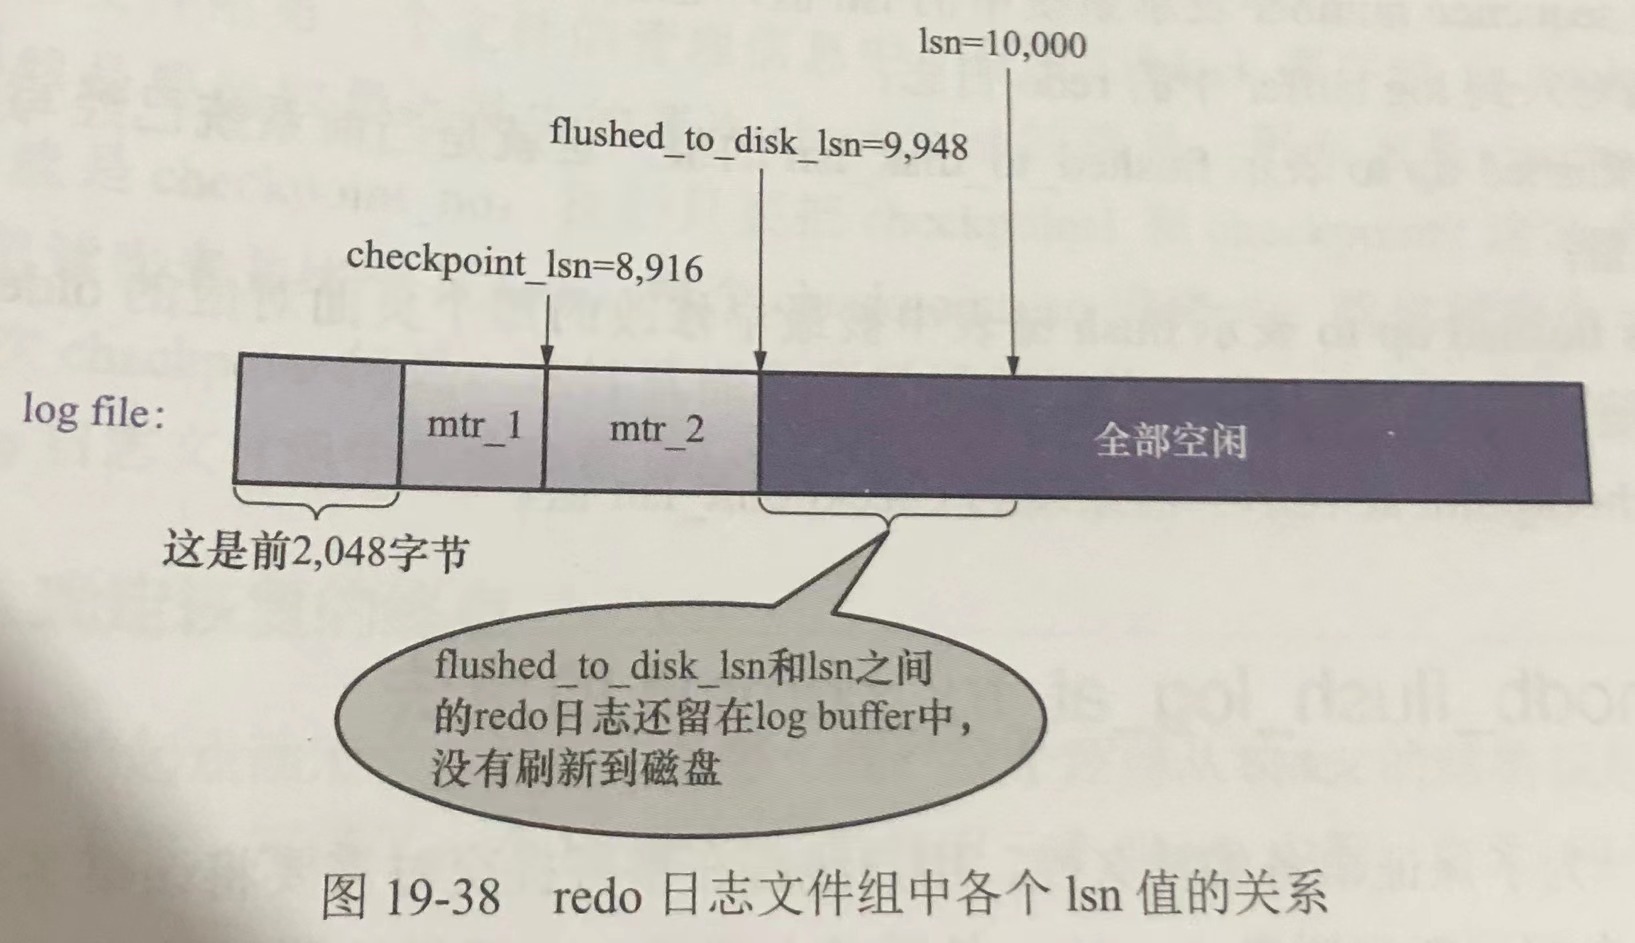 lsn=10,000
flushed_to_disk_lsn=9,948
checkpoint_lsn=8,916
log file:
mtr_1
mtr_2
全部空闲
这是前2,048字节
flushed_to_disk_lsn和lsn之间
的redo日志还留在log buffer中，
没有刷新到磁盘
图 19-38 redo 日志文件组中各个 lsn 值的关系